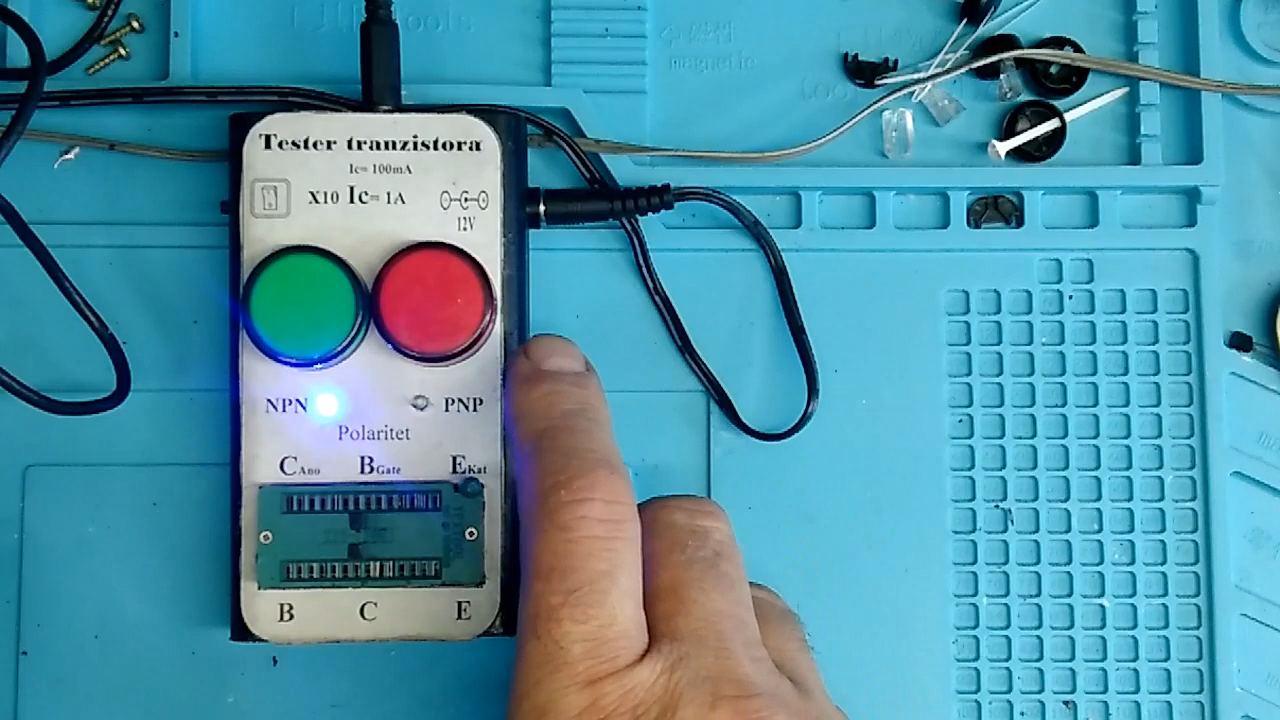 Tester tranzistora
Ic= 100mA
X10 Ic= 1A
12V
NPN PNP
Polaritet
CAno BGate EKat
B C E
magnetic